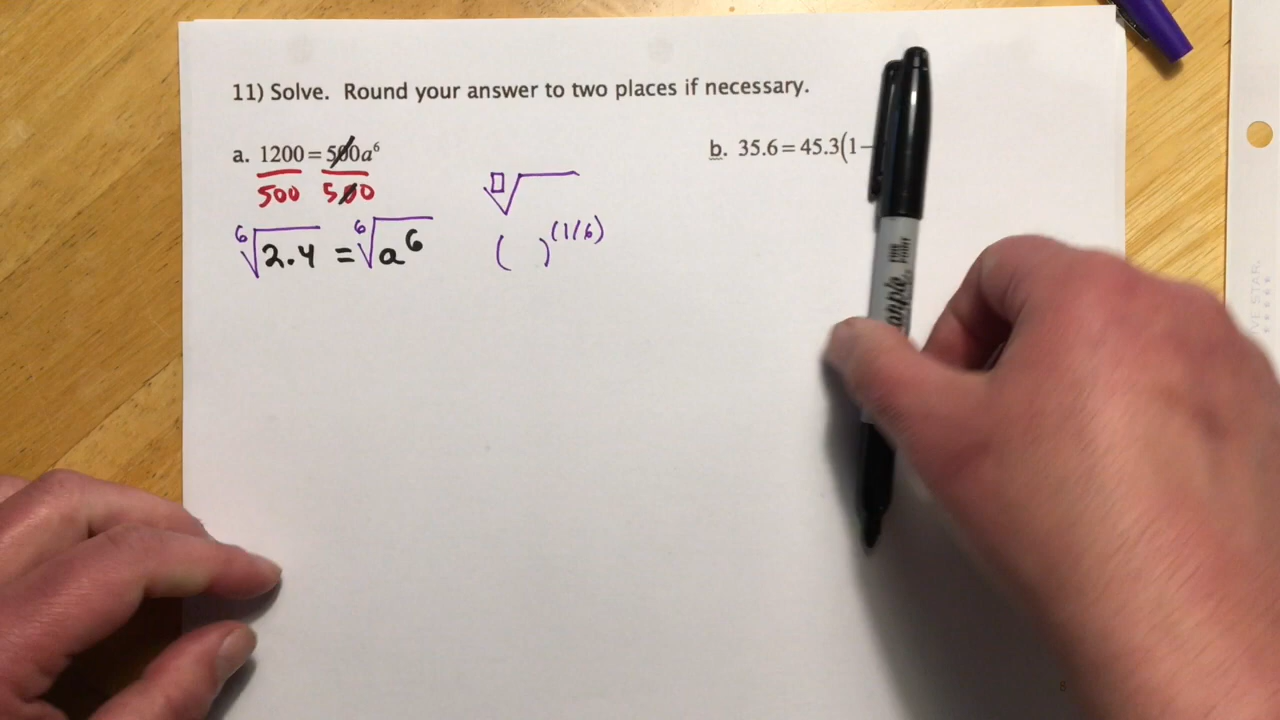 11) Solve. Round your answer to two places if necessary.
a. 1200=500a⁶
b. 35.6=45.3(1−
500 500
⁶√2.4 = ⁶√a⁶
( )^(1/6)
arpie